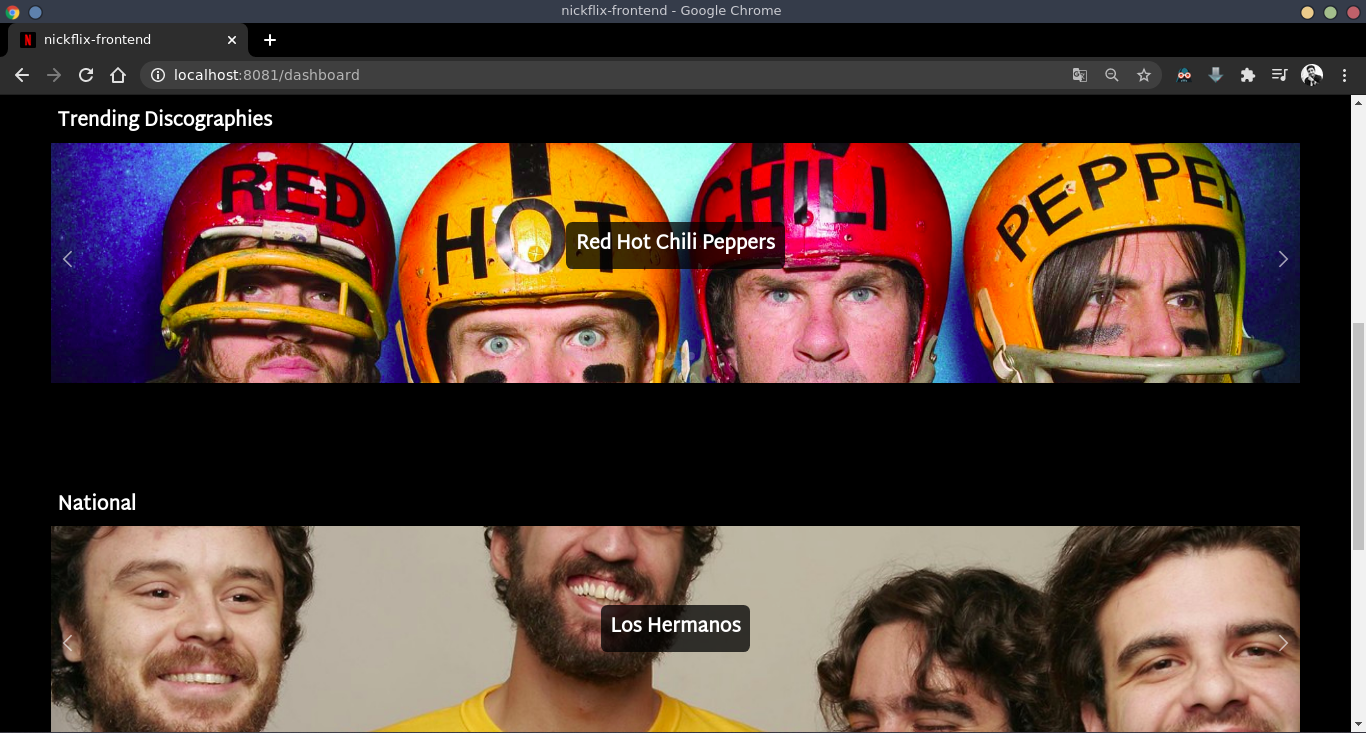 nickflix-frontend - Google Chrome
nickflix-frontend
localhost:8081/dashboard
Trending Discographies
RED
HOT
CHILI
PEPPER
Red Hot Chili Peppers
National
Los Hermanos